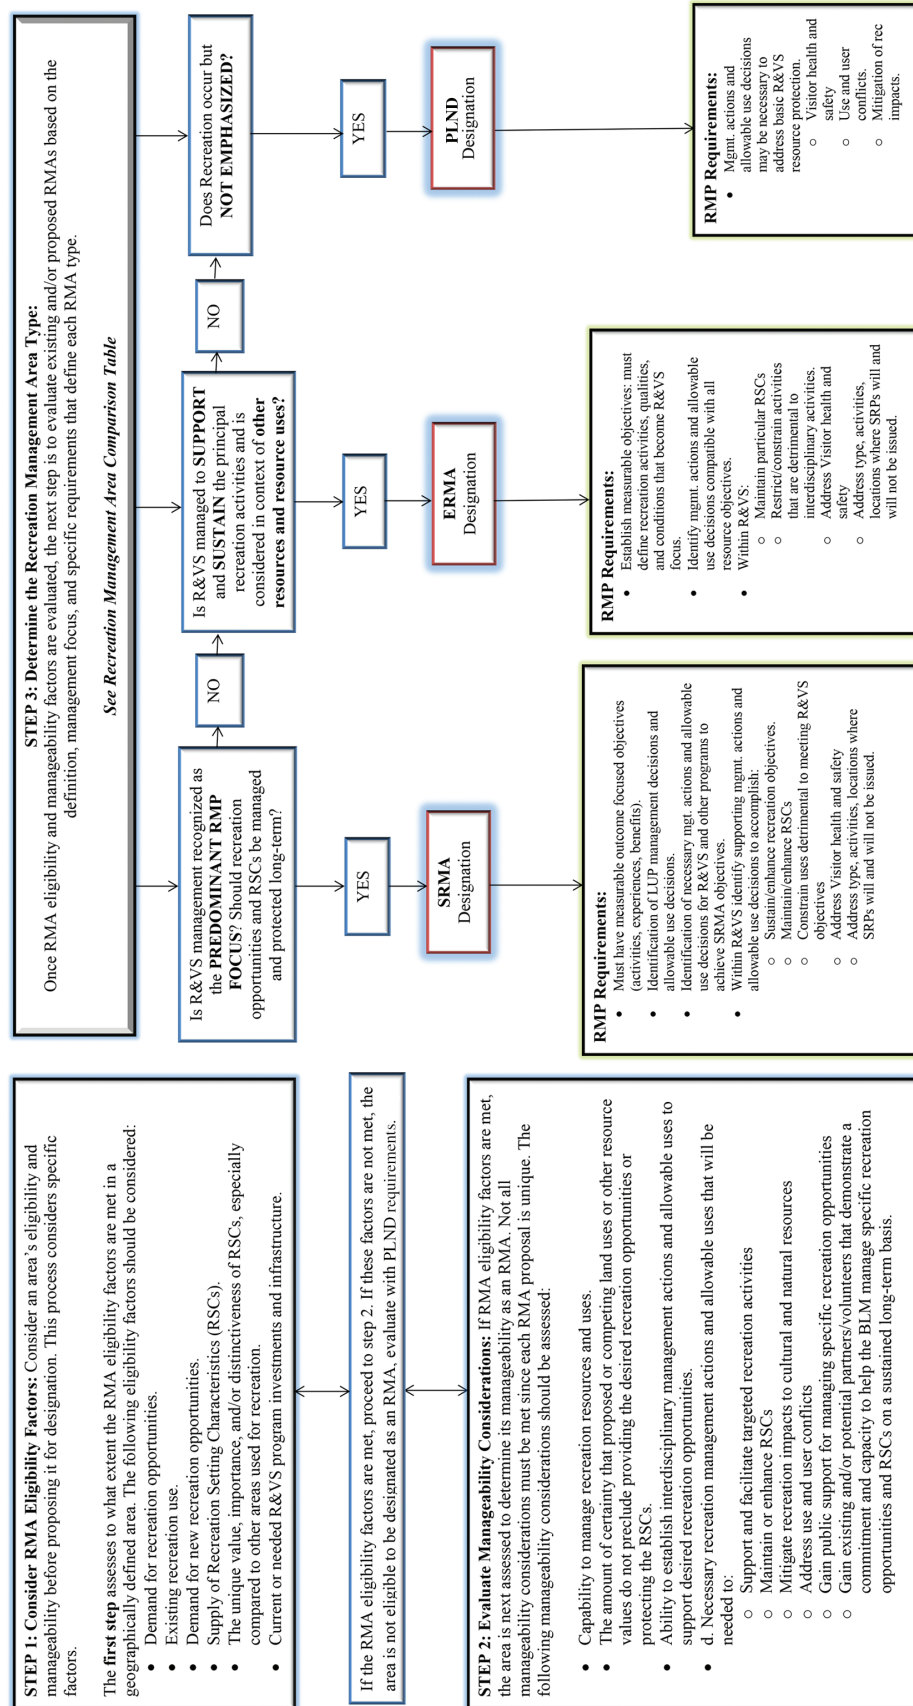 STEP 1: Consider RMA Eligibility Factors: Consider an area's eligibility and
manageability before proposing it for designation. This process considers specific
factors.
The first step assesses to what extent the RMA eligibility factors are met in a
geographically defined area. The following eligibility factors should be considered:
• Demand for recreation opportunities.
• Existing recreation use.
• Demand for new recreation opportunities.
• Supply of Recreation Setting Characteristics (RSCs).
• The unique value, importance, and/or distinctiveness of RSCs, especially
compared to other areas used for recreation.
• Current or needed R&VS program investments and infrastructure.
If the RMA eligibility factors are met, proceed to step 2. If these factors are not met, the
area is not eligible to be designated as an RMA, evaluate with PLND requirements.
STEP 2: Evaluate Manageability Considerations: If RMA eligibility factors are met,
the area is next assessed to determine its manageability as an RMA. Not all
manageability considerations must be met since each RMA proposal is unique. The
following manageability considerations should be assessed:
• Capability to manage recreation resources and uses.
• The amount of certainty that proposed or competing land uses or other resource
values do not preclude providing the desired recreation opportunities or
protecting the RSCs.
• Ability to establish interdisciplinary management actions and allowable uses to
support desired recreation opportunities.
• d. Necessary recreation management actions and allowable uses that will be
needed to:
○ Support and facilitate targeted recreation activities
○ Maintain or enhance RSCs
○ Mitigate recreation impacts to cultural and natural resources
○ Address use and user conflicts
○ Gain public support for managing specific recreation opportunities
○ Gain existing and/or potential partners/volunteers that demonstrate a
commitment and capacity to help the BLM manage specific recreation
opportunities and RSCs on a sustained long-term basis.
STEP 3: Determine the Recreation Management Area Type:
Once RMA eligibility and manageability factors are evaluated, the next step is to evaluate existing and/or proposed RMAs based on the
definition, management focus, and specific requirements that define each RMA type.
See Recreation Management Area Comparison Table
Is R&VS management recognized as
the PREDOMINANT RMP
FOCUS? Should recreation
opportunities and RSCs be managed
and protected long-term?
NO
Is R&VS managed to SUPPORT
and SUSTAIN the principal
recreation activities and is
considered in context of other
resources and resource uses?
NO
Does Recreation occur but
NOT EMPHASIZED?
YES
YES
YES
SRMA
Designation
ERMA
Designation
PLND
Designation
RMP Requirements:
• Must have measurable outcome focused objectives
(activities, experiences, benefits).
• Identification of LUP management decisions and
allowable use decisions.
• Identification of necessary mgt. actions and allowable
use decisions for R&VS and other programs to
achieve SRMA objectives.
• Within R&VS identify supporting mgmt. actions and
allowable use decisions to accomplish:
○ Sustain/enhance recreation objectives.
○ Maintain/enhance RSCs
○ Constrain uses detrimental to meeting R&VS
objectives
○ Address Visitor health and safety
○ Address type, activities, locations where
SRPs will and will not be issued.
RMP Requirements:
• Establish measurable objectives: must
define recreation activities, qualities,
and conditions that become R&VS
focus.
• Identify mgmt. actions and allowable
use decisions compatible with all
resource objectives.
• Within R&VS:
○ Maintain particular RSCs
○ Restrict/constrain activities
that are detrimental to
interdisciplinary activities.
○ Address Visitor health and
safety
○ Address type, activities,
locations where SRPs will and
will not be issued.
RMP Requirements:
• Mgmt. actions and
allowable use decisions
may be necessary to
address basic R&VS
resource protection.
○ Visitor health and
safety
○ Use and user
conflicts.
○ Mitigation of rec
impacts.